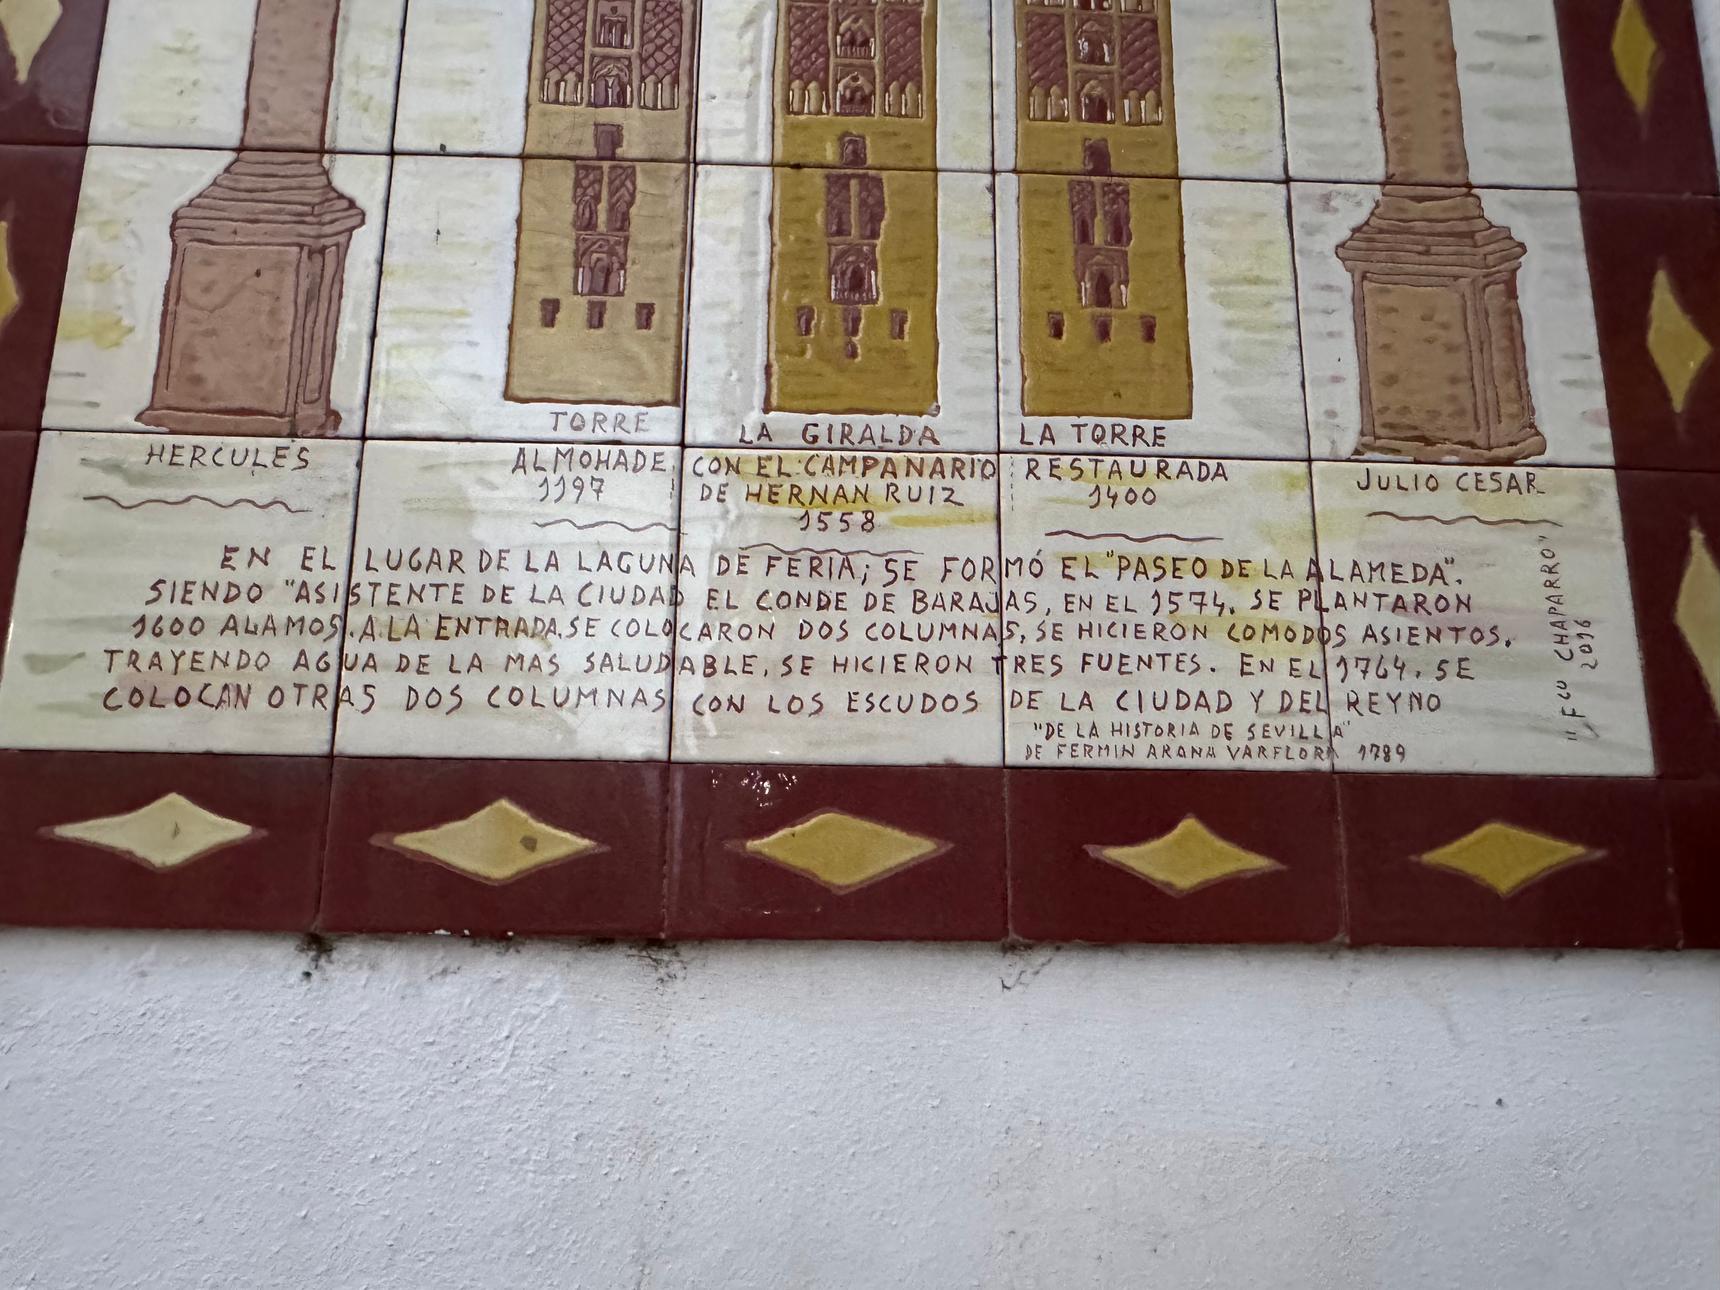 HERCULES
TORRE
ALMOHADE
1197
LA GIRALDA
CON EL CAMPANARIO
DE HERNAN RUIZ
1558
LA TORRE
RESTAURADA
1400
JULIO CESAR
EN EL LUGAR DE LA LAGUNA DE FERIA; SE FORMÓ EL "PASEO DE LA ALAMEDA".
SIENDO "ASISTENTE DE LA CIUDAD EL CONDE DE BARAJAS, EN EL 1574. SE PLANTARON
1600 ALAMOS. A LA ENTRADA. SE COLOCARON DOS COLUMNAS, SE HICIERON COMODOS ASIENTOS.
TRAYENDO AGUA DE LA MAS SALUDABLE, SE HICIERON TRES FUENTES. EN EL 1764. SE
COLOCAN OTRAS DOS COLUMNAS CON LOS ESCUDOS DE LA CIUDAD Y DEL REYNO
"DE LA HISTORIA DE SEVILLA"
DE FERMIN ARANA VARFLORA 1789
"FCO CHAPARRO"
2016